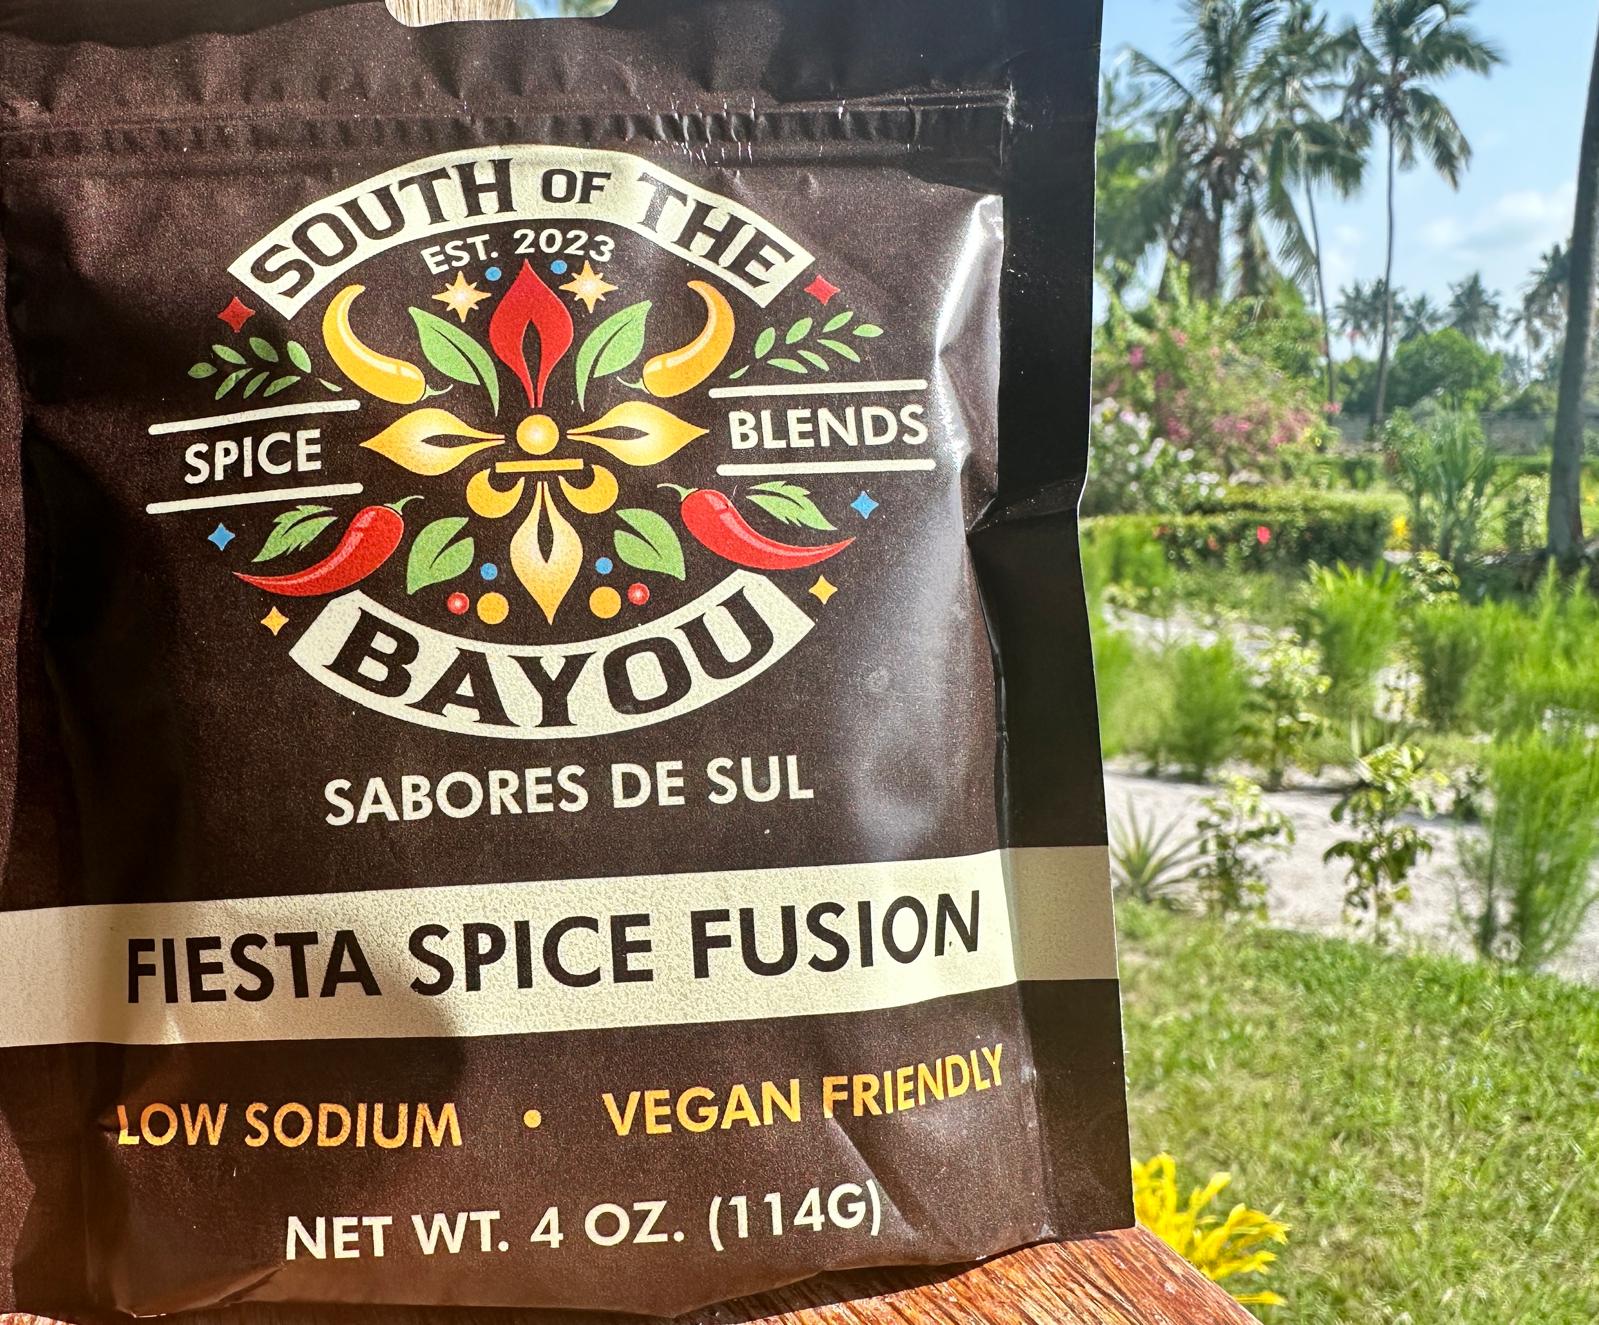 SOUTH OF THE
EST. 2023
SPICE BLENDS
BAYOU
SABORES DE SUL
FIESTA SPICE FUSION
LOW SODIUM • VEGAN FRIENDLY
NET WT. 4 OZ. (114G)